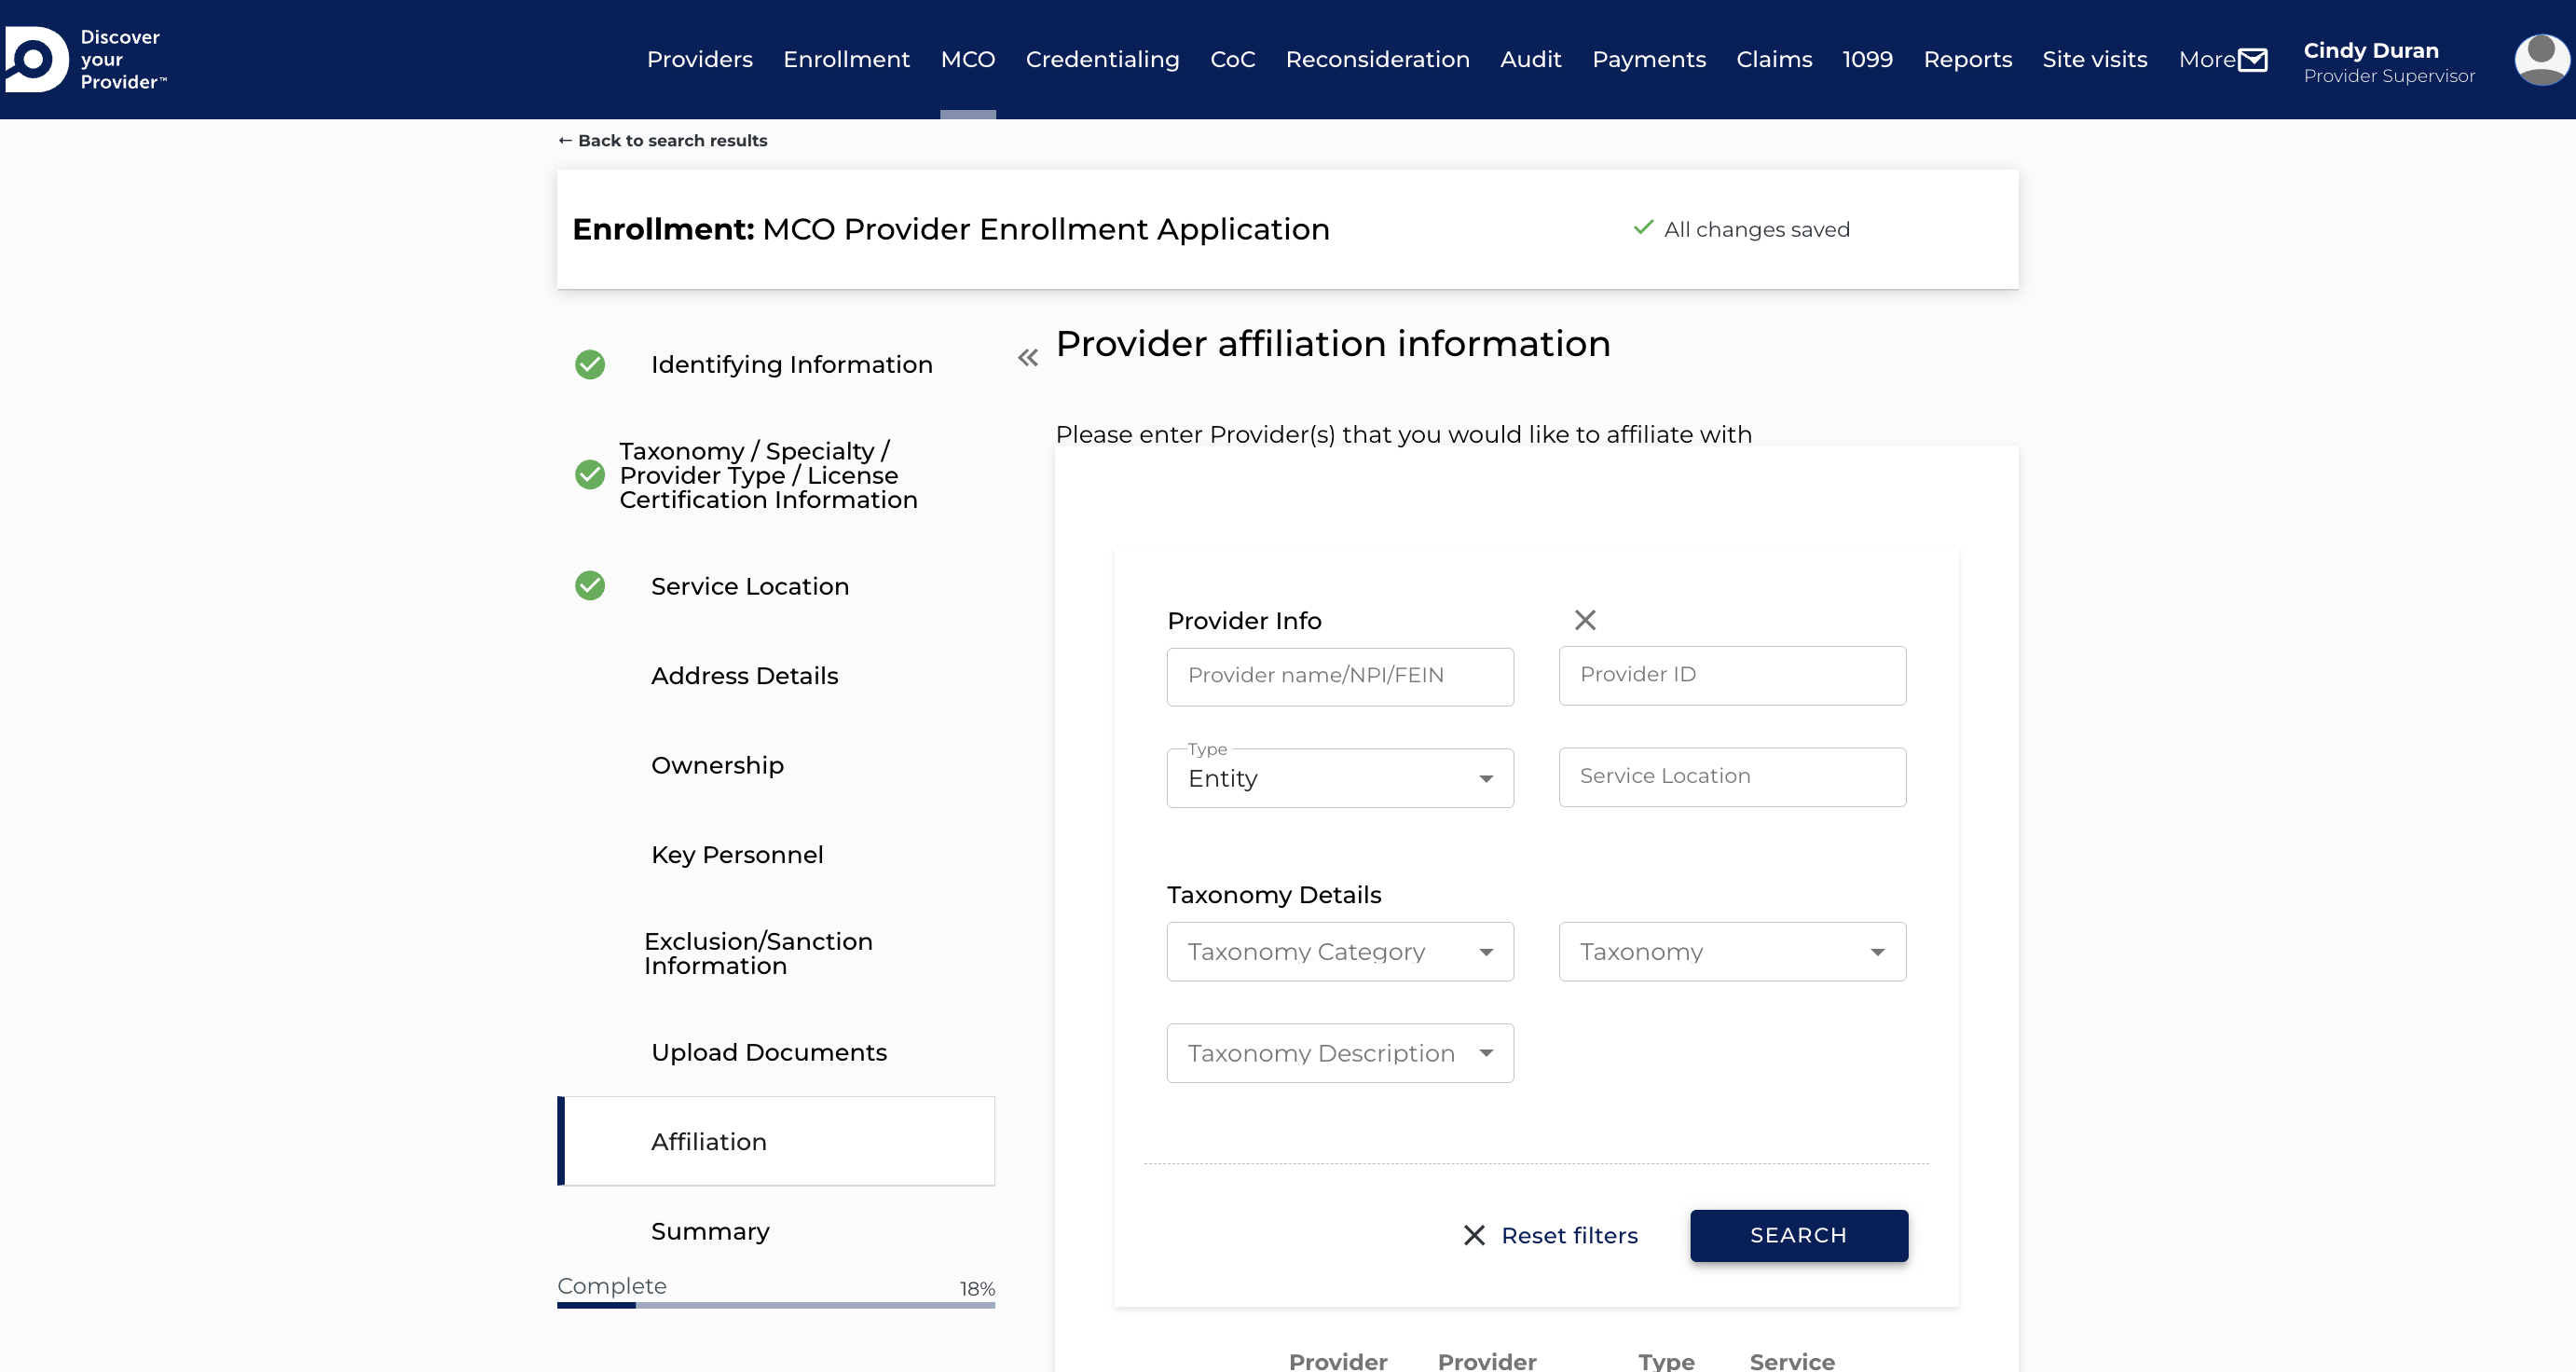 Discover
your
Provider™
Providers Enrollment MCO Credentialing CoC Reconsideration Audit Payments Claims 1099 Reports Site visits More
Cindy Duran
Provider Supervisor
← Back to search results
Enrollment: MCO Provider Enrollment Application
All changes saved
Identifying Information
Taxonomy / Specialty /
Provider Type / License
Certification Information
Service Location
Address Details
Ownership
Key Personnel
Exclusion/Sanction
Information
Upload Documents
Affiliation
Summary
Complete 18%
Provider affiliation information
Please enter Provider(s) that you would like to affiliate with
Provider Info
Provider name/NPI/FEIN
Provider ID
Type
Entity
Service Location
Taxonomy Details
Taxonomy Category
Taxonomy
Taxonomy Description
Reset filters
SEARCH
Provider Provider Type Service